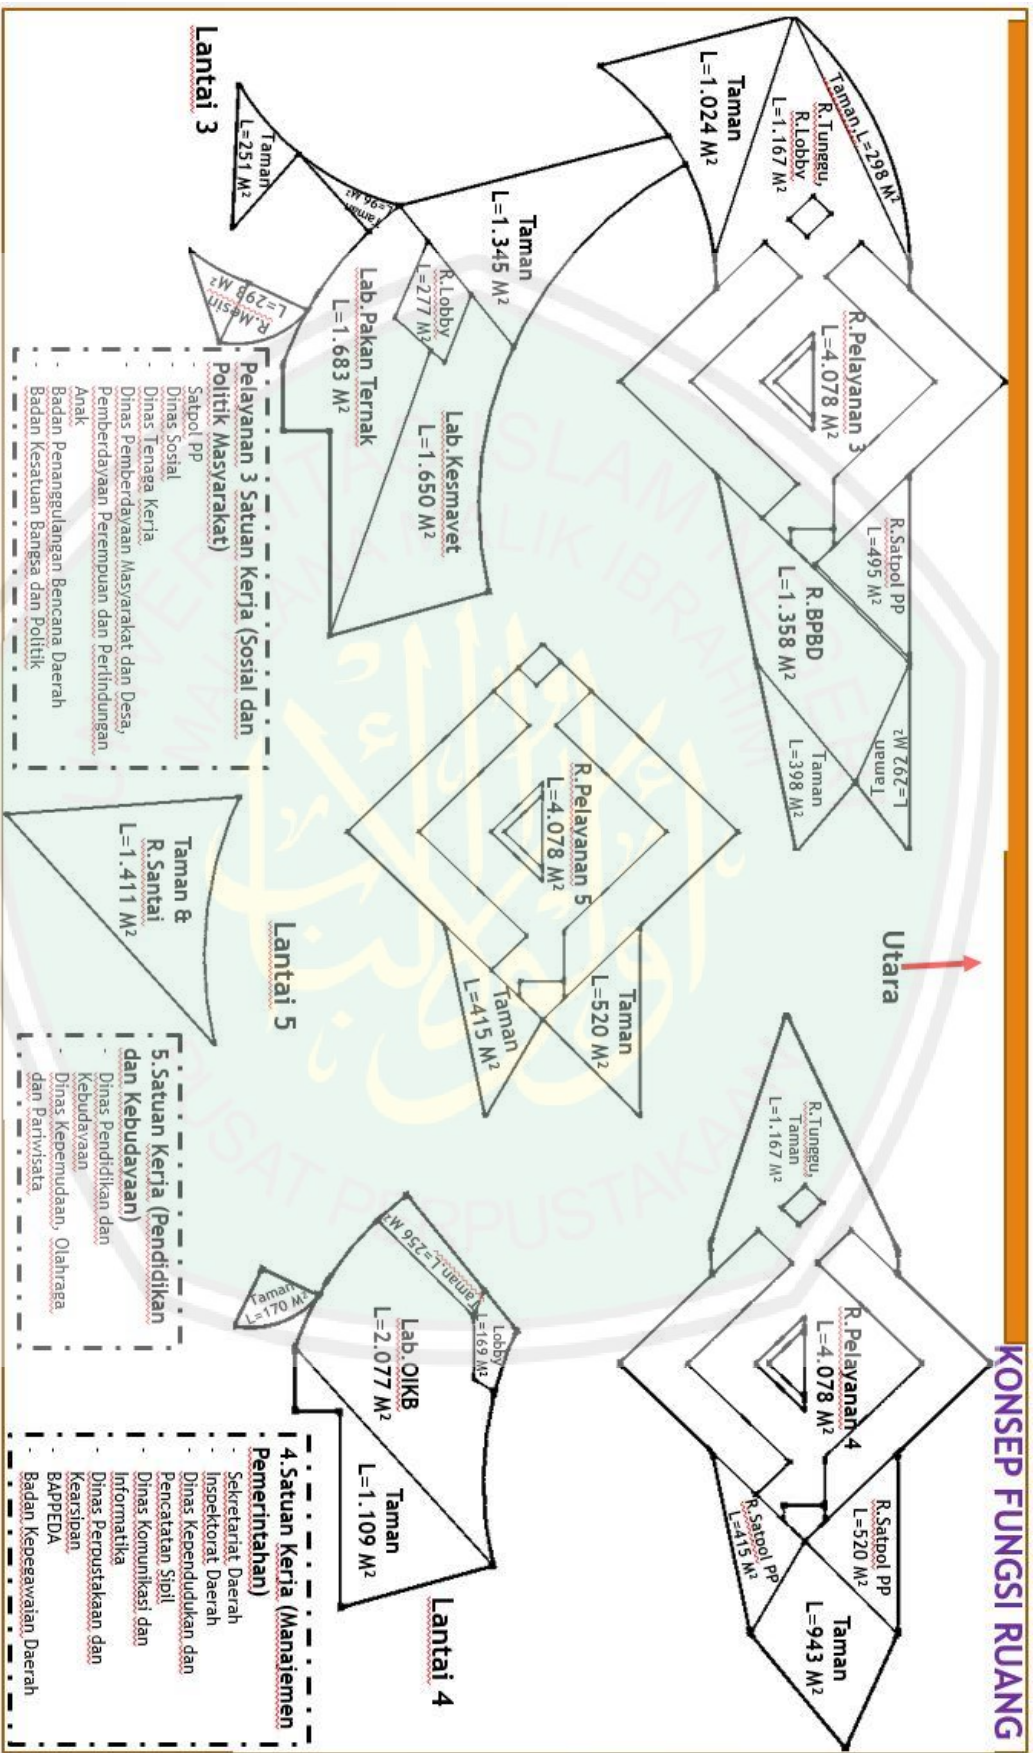 KONSEP FUNGSI RUANG
Utara
Taman,L=298 M²
R.Tunggu,
R.Lobby
L=1.167 M²
Taman
L=1.024 M²
R.Pelayanan 3
L=4.078 M²
R.Satpol PP
L=495 M²
R.BPBD
L=1.358 M²
Taman
L=292 M²
Taman
L=398 M²
Taman
L=1.345 M²
R.Lobby
L=277 M²
Lab.Kesmavet
L=1.650 M²
Lab.Pakan Ternak
L=1.683 M²
Taman
L=96 M²
Taman
L=251 M²
R.Mesin
L=298 M²
Lantai 3
Pelayanan 3 Satuan Kerja (Sosial dan
Politik Masyarakat)
- Satpol PP
- Dinas Sosial
- Dinas Tenaga Kerja
- Dinas Pemberdayaan Masyarakat dan Desa,
Pemberdayaan Perempuan dan Perlindungan
Anak
- Badan Penanggulangan Bencana Daerah
- Badan Kesatuan Bangsa dan Politik
R.Pelayanan 5
L=4.078 M²
Taman
L=520 M²
Taman
L=415 M²
Taman &
R.Santai
L=1.411 M²
Lantai 5
5.Satuan Kerja (Pendidikan
dan Kebudayaan)
- Dinas Pendidikan dan
Kebudayaan
- Dinas Kepemudaan, Olahraga
dan Pariwisata
R.Tunggu,
Taman
L=1.167 M²
R.Pelayanan 4
L=4.078 M²
R.Satpol PP
L=520 M²
R.Satpol PP
L=415 M²
Taman
L=943 M²
Taman L=256 M²
Lobby
L=169 M²
Lab.OIKB
L=2.077 M²
Taman
L=170 M²
Taman
L=1.109 M²
Lantai 4
4.Satuan Kerja (Manajemen
Pemerintahan)
- Sekretariat Daerah
- Inspektorat Daerah
- Dinas Kependudukan dan
Pencatatan Sipil
- Dinas Komunikasi dan
Informatika
- Dinas Perpustakaan dan
Kearsipan
- BAPPEDA
- Badan Kepegawaian Daerah